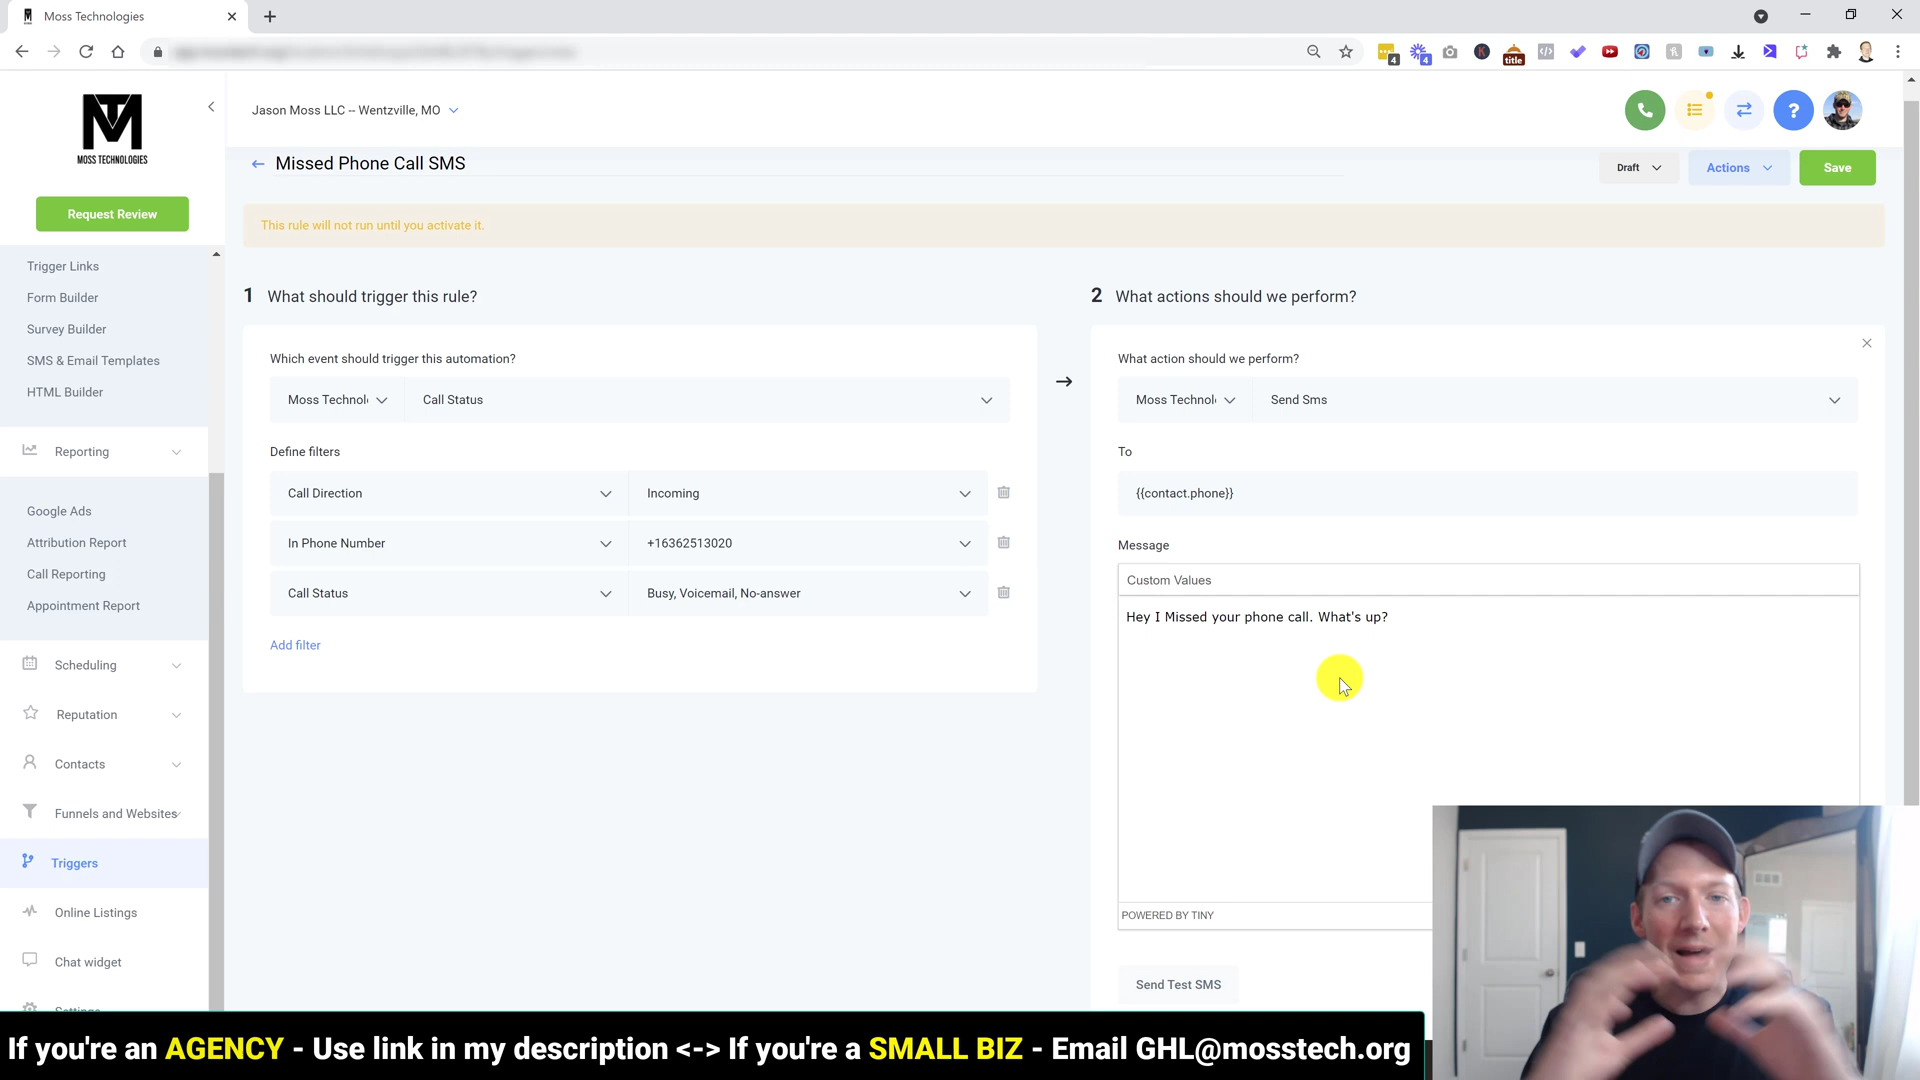 Moss Technologies
4
4
title
MOSS TECHNOLOGIES
Jason Moss LLC -- Wentzville, MO
?
Request Review
Missed Phone Call SMS
Draft
Actions
Save
This rule will not run until you activate it.
Trigger Links
Form Builder
Survey Builder
SMS & Email Templates
HTML Builder
Reporting
Google Ads
Attribution Report
Call Reporting
Appointment Report
Scheduling
Reputation
Contacts
Funnels and Websites
Triggers
Online Listings
Chat widget
1 What should trigger this rule?
Which event should trigger this automation?
Moss Technol
Call Status
Define filters
Call Direction
Incoming
In Phone Number
+16362513020
Call Status
Busy, Voicemail, No-answer
Add filter
2 What actions should we perform?
What action should we perform?
Moss Technol
Send Sms
To
{{contact.phone}}
Message
Custom Values
Hey I Missed your phone call. What's up?
POWERED BY TINY
Send Test SMS
If you're an AGENCY - Use link in my description <-> If you're a SMALL BIZ - Email GHL@mosstech.org